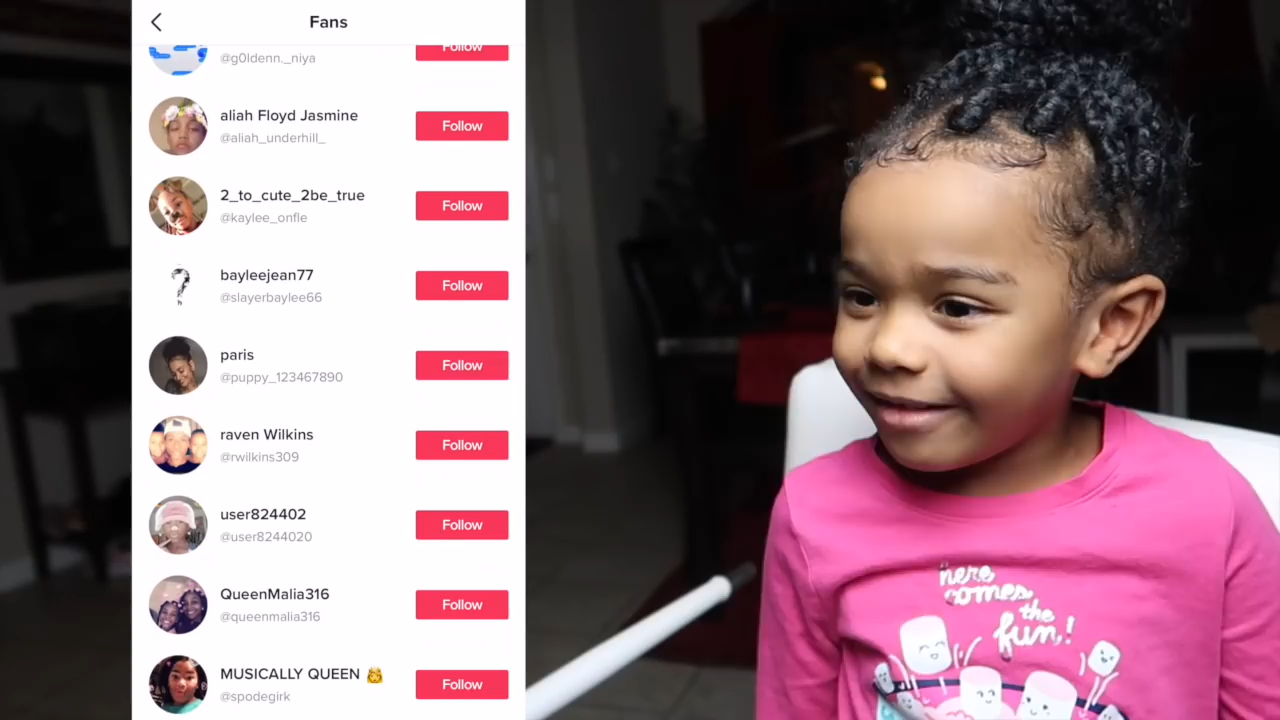 Fans
Follow
@g0ldenn._niya
aliah Floyd Jasmine
@aliah_underhill_
Follow
2_to_cute_2be_true
@kaylee_onfle
Follow
bayleejean77
@slayerbaylee66
Follow
paris
@puppy_123467890
Follow
raven Wilkins
@rwilkins309
Follow
user824402
@user8244020
Follow
QueenMalia316
@queenmalia316
Follow
MUSICALLY QUEEN 👸
@spodegirk
Follow
here
comes
the
fun,!